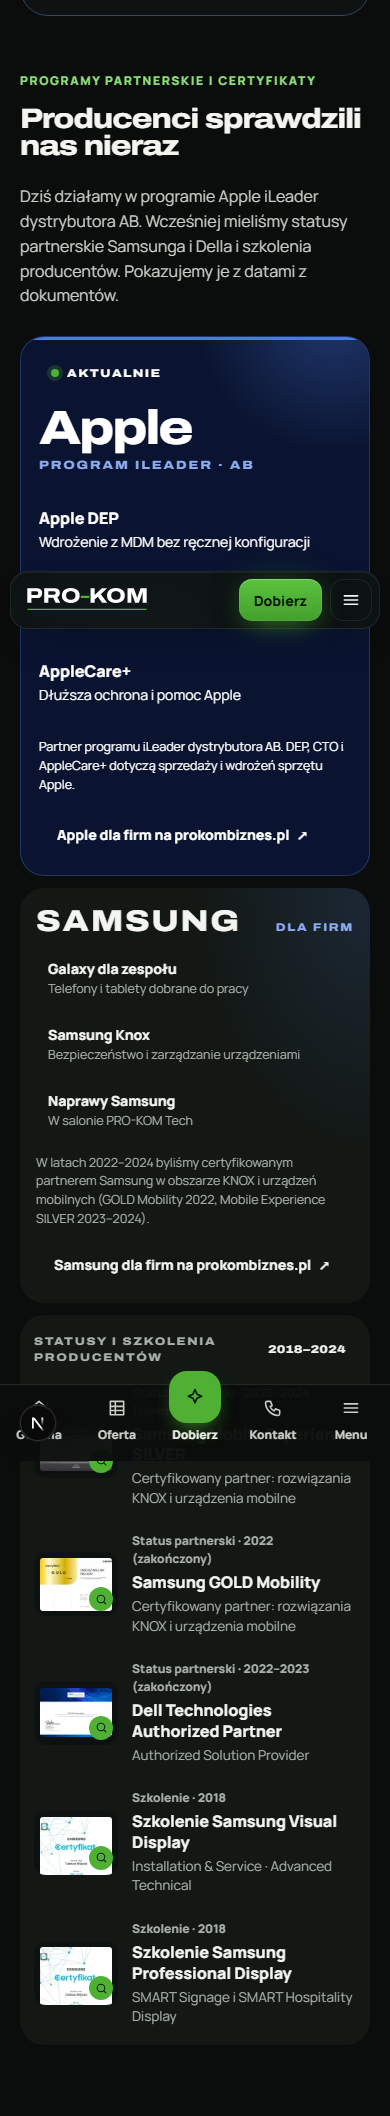 PROGRAMY PARTNERSKIE I CERTYFIKATY
Producenci sprawdzili
nas nieraz
Dziś działamy w programie Apple iLeader
dystrybutora AB. Wcześniej mieliśmy statusy
partnerskie Samsunga i Della i szkolenia
producentów. Pokazujemy je z datami z
dokumentów.
AKTUALNIE
Apple
PROGRAM ILEADER · AB
Apple DEP
Wdrożenie z MDM bez ręcznej konfiguracji
PRO-KOM
Dobierz
AppleCare+
Dłuższa ochrona i pomoc Apple
Partner programu iLeader dystrybutora AB. DEP, CTO i
AppleCare+ dotyczą sprzedaży i wdrożeń sprzętu
Apple.
Apple dla firm na prokombiznes.pl ↗
SAMSUNG
DLA FIRM
Galaxy dla zespołu
Telefony i tablety dobrane do pracy
Samsung Knox
Bezpieczeństwo i zarządzanie urządzeniami
Naprawy Samsung
W salonie PRO-KOM Tech
W latach 2022–2024 byliśmy certyfikowanym
partnerem Samsung w obszarze KNOX i urządzeń
mobilnych (GOLD Mobility 2022, Mobile Experience
SILVER 2023–2024).
Samsung dla firm na prokombiznes.pl ↗
STATUSY I SZKOLENIA
PRODUCENTÓW
2018–2024
N
Oferta
Dobierz
Kontakt
Menu
SILVER
Certyfikowany partner: rozwiązania
KNOX i urządzenia mobilne
Status partnerski · 2022
(zakończony)
Samsung GOLD Mobility
Certyfikowany partner: rozwiązania
KNOX i urządzenia mobilne
Status partnerski · 2022–2023
(zakończony)
Dell Technologies
Authorized Partner
Authorized Solution Provider
Szkolenie · 2018
Szkolenie Samsung Visual
Display
Installation & Service · Advanced
Technical
Certyfikat
Szkolenie · 2018
Szkolenie Samsung
Professional Display
SMART Signage i SMART Hospitality
Display
Certyfikat